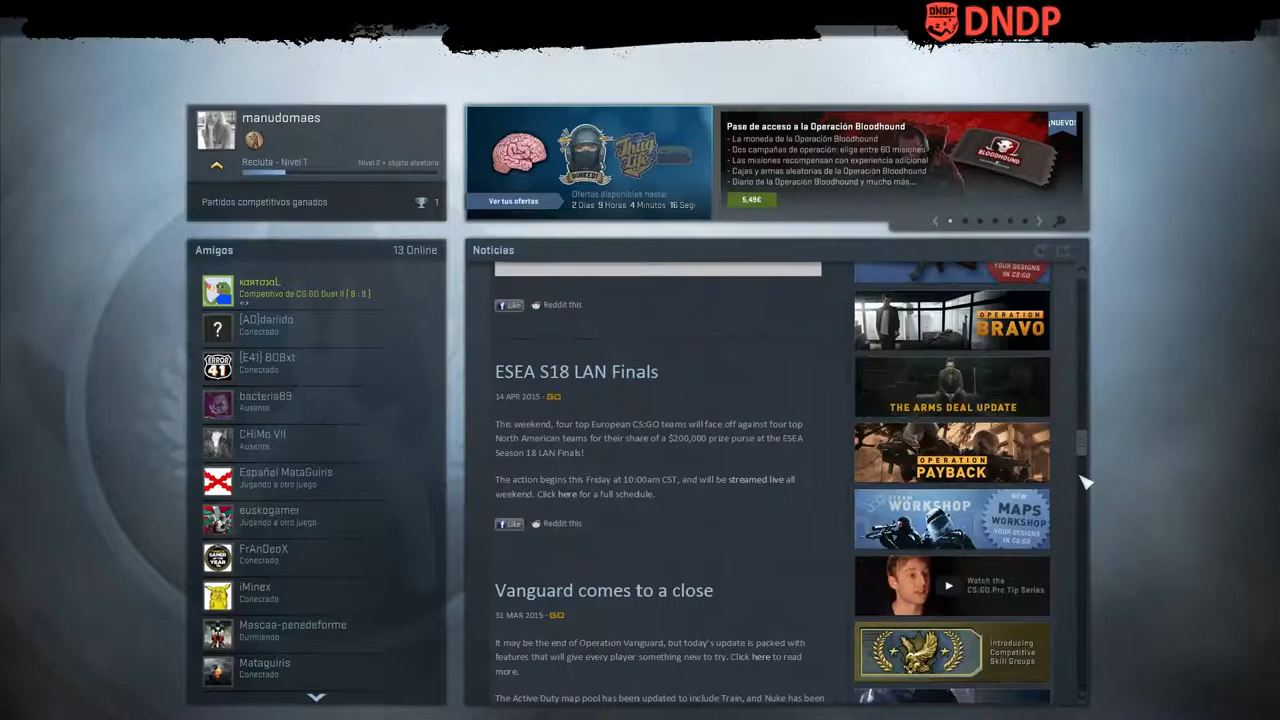 DNDP
DNDP
manudomaes
Recluta - Nivel 1
Nivel 2 = objeto aleatorio
Partidos competitivos ganados
1
THUG LIFE
Ver tus ofertas
Ofertas disponibles hasta:
2 Dias 9 Horas 4 Minutos 16 Seg
Pase de acceso a la Operación Bloodhound
- La moneda de la Operación Bloodhound
- Dos campañas de operación: elige entre 60 misiones
- Las misiones recompensan con experiencia adicional
- Cajas y armas aleatorias de la Operación Bloodhound
- Diario de la Operación Bloodhound y mucho más...
5,49€
¡NUEVO!
BLOODHOUND
Amigos
13 Online
Competitivo de CS:GO Dust II [ 8 : 9 ]
[AD]dariido
Conectado
ERROR
41
[E41] BOBxt
Conectado
bacteria89
Ausente
CHiMo V!!
Ausente
Español MataGuiris
Jugando a otro juego
euskogamer
Jugando a otro juego
FrAnDeoX
Conectado
iMinex
Conectado
Mascaa-penedeforme
Durmiendo
Mataguiris
Conectado
Noticias
Like
Reddit this
ESEA S18 LAN Finals
14 APR 2015 - GO
This weekend, four top European CS:GO teams will face off against four top
North American teams for their share of a $200,000 prize purse at the ESEA
Season 18 LAN Finals!
The action begins this Friday at 10:00am CST, and will be streamed live all
weekend. Click here for a full schedule.
Like
Reddit this
Vanguard comes to a close
31 MAR 2015 - GO
It may be the end of Operation Vanguard, but today's update is packed with
features that will give every player something new to try. Click here to read
more.
The Active Duty map pool has been updated to include Train, and Nuke has been
YOUR DESIGNS
IN CS:GO
OPERATION
BRAVO
THE ARMS DEAL UPDATE
OPERATION
PAYBACK
STEAM
WORKSHOP
NEW
MAPS
WORKSHOP
YOUR DESIGNS
IN CS:GO
Watch the
CS:GO Pro Tip Series
Introducing
Competitive
Skill Groups